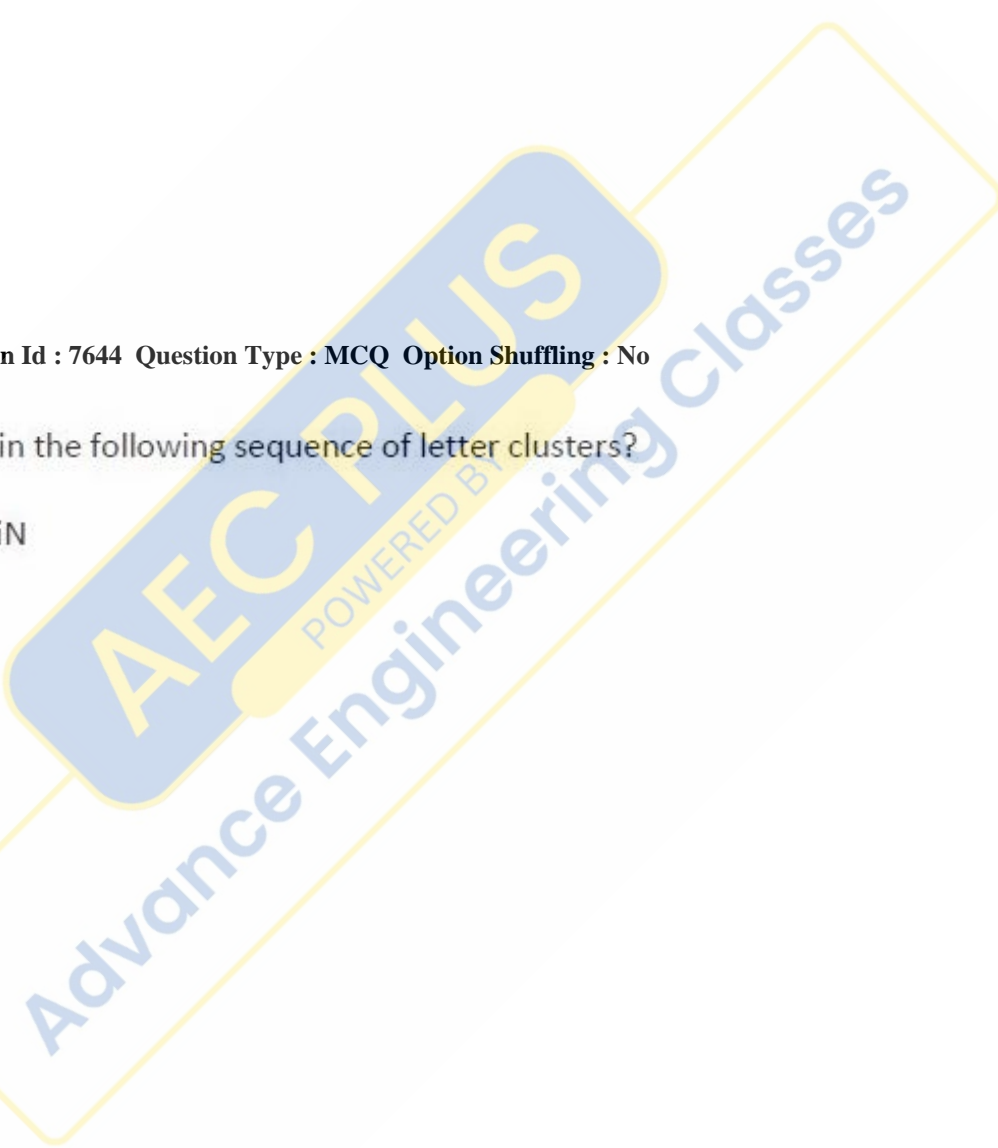 n Id : 7644 Question Type : MCQ Option Shuffling : No
in the following sequence of letter clusters?
iN
AEC PLUS
POWERED BY
Advance Engineering Classes